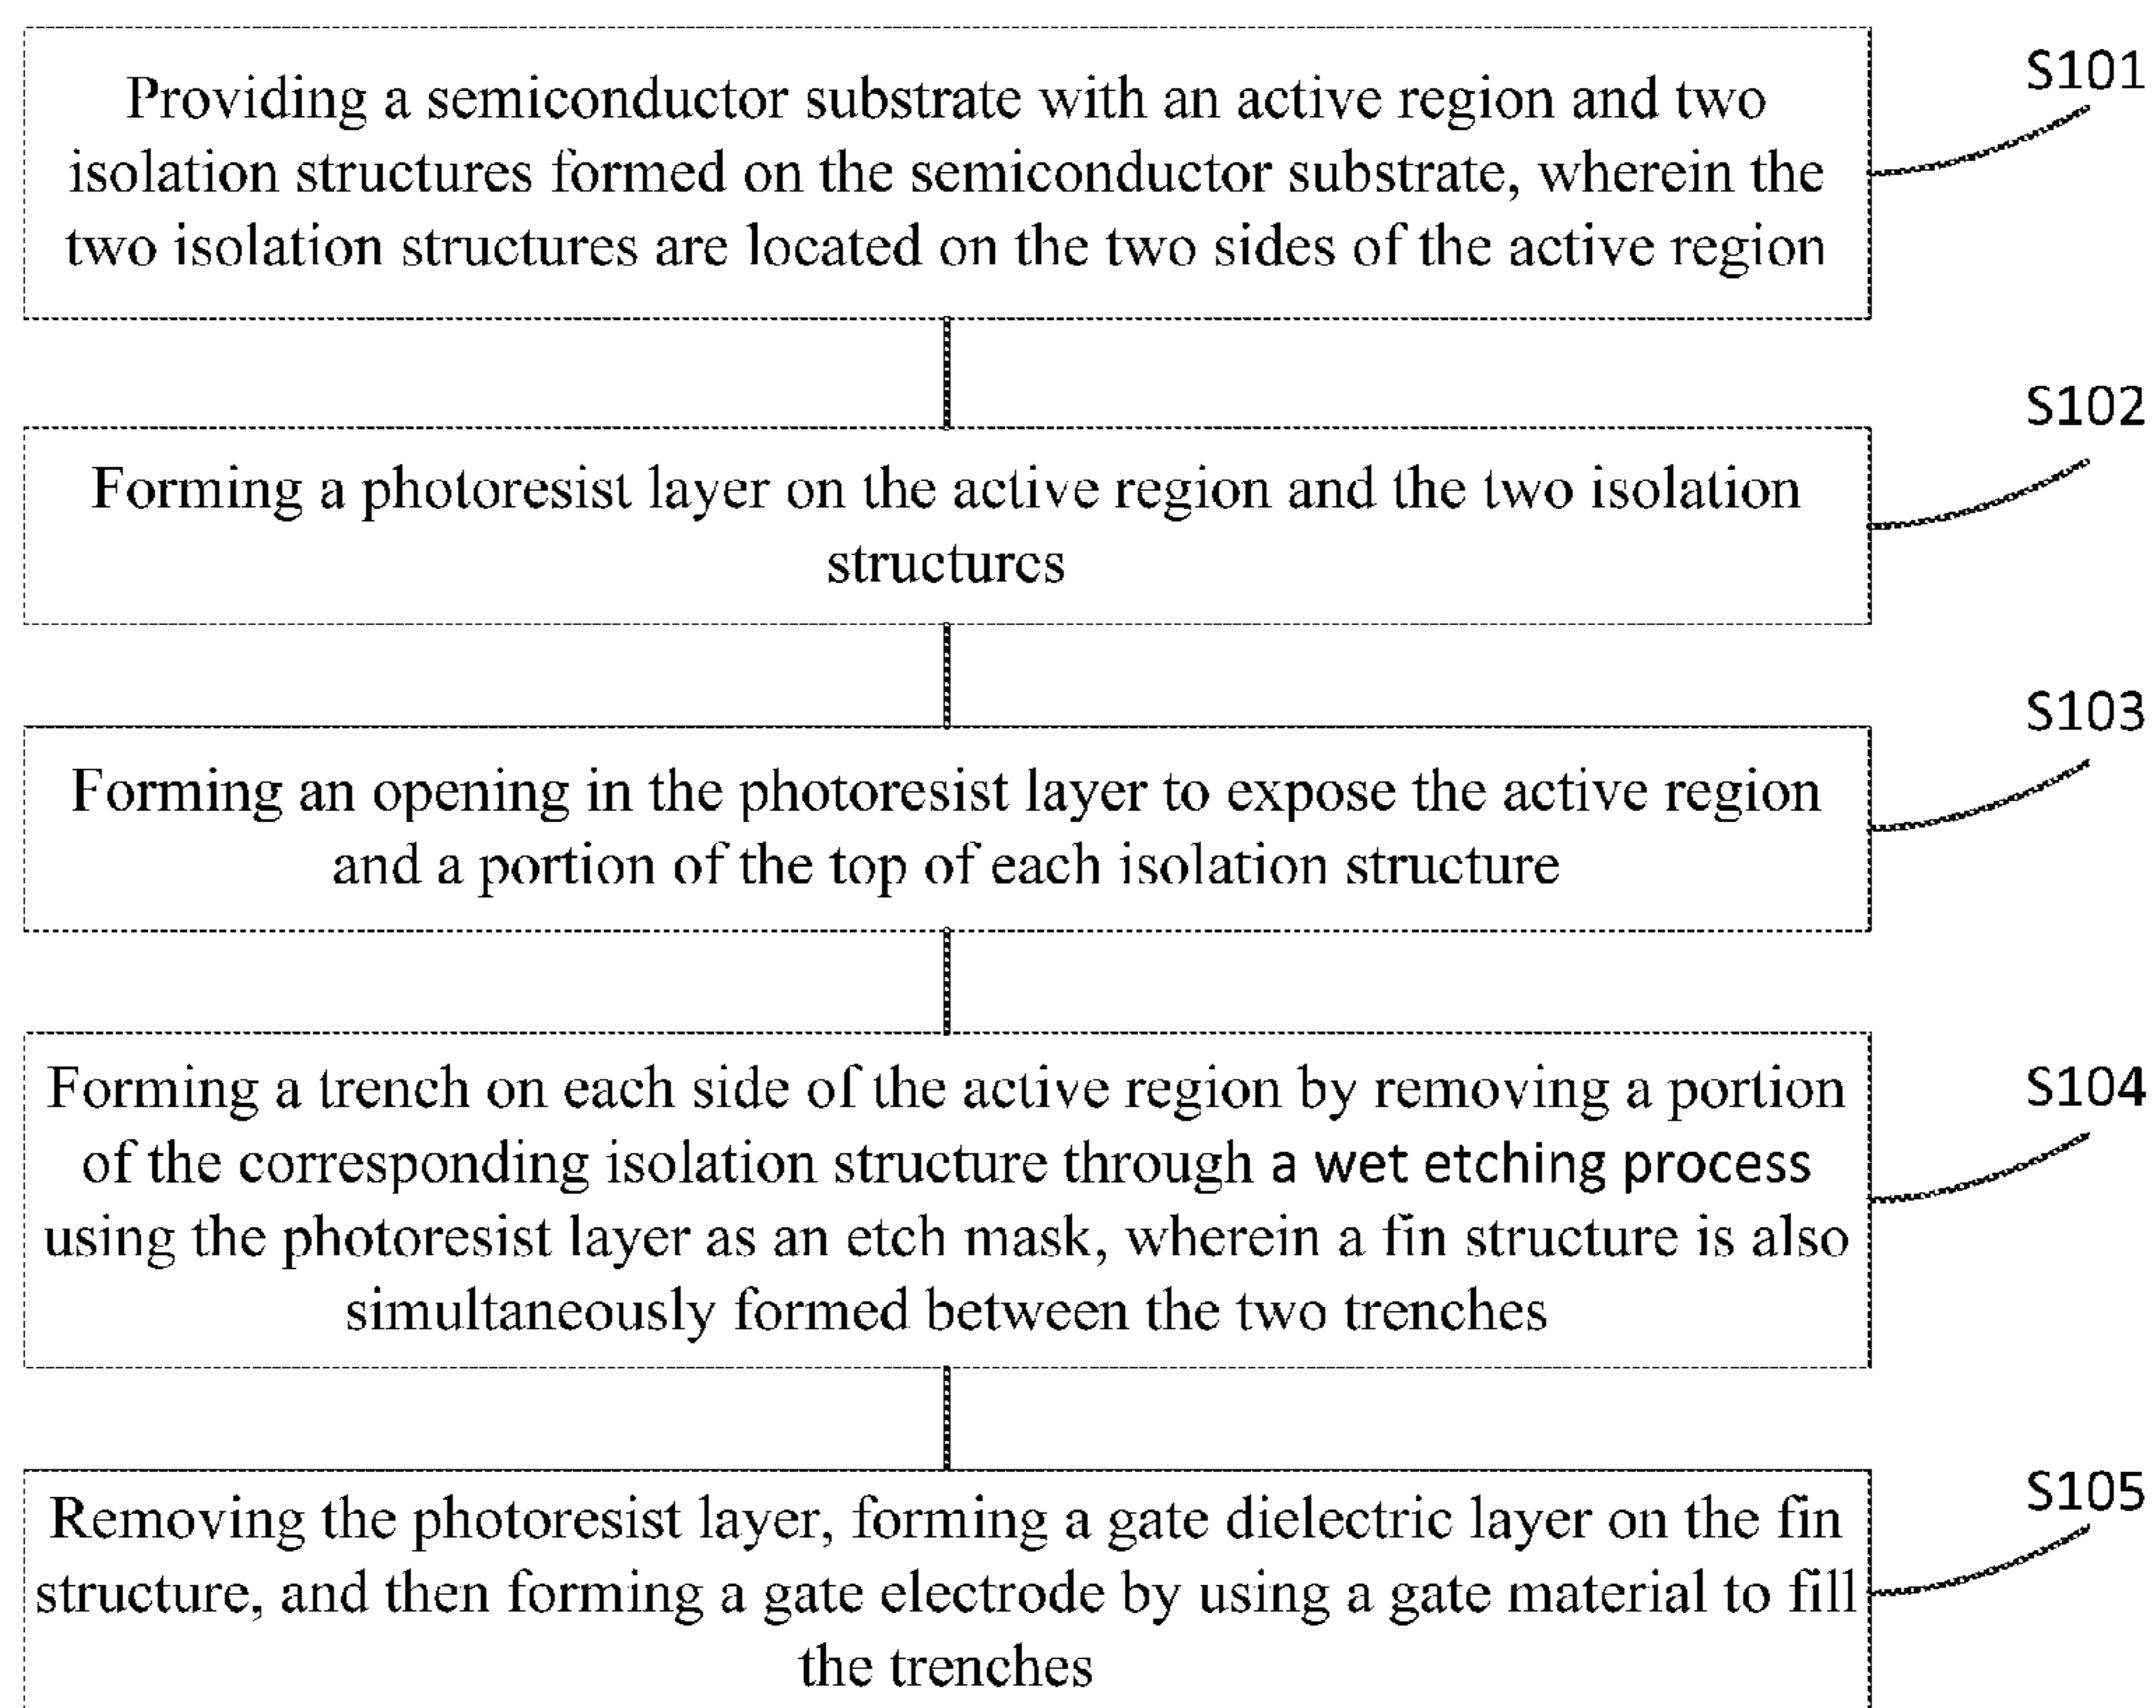 Providing a semiconductor substrate with an active region and two
isolation structures formed on the semiconductor substrate, wherein the
two isolation structures are located on the two sides of the active region
S101
Forming a photoresist layer on the active region and the two isolation
structures
S102
Forming an opening in the photoresist layer to expose the active region
and a portion of the top of each isolation structure
S103
Forming a trench on each side of the active region by removing a portion
of the corresponding isolation structure through a wet etching process
using the photoresist layer as an etch mask, wherein a fin structure is also
simultaneously formed between the two trenches
S104
Removing the photoresist layer, forming a gate dielectric layer on the fin
structure, and then forming a gate electrode by using a gate material to fill
the trenches
S105